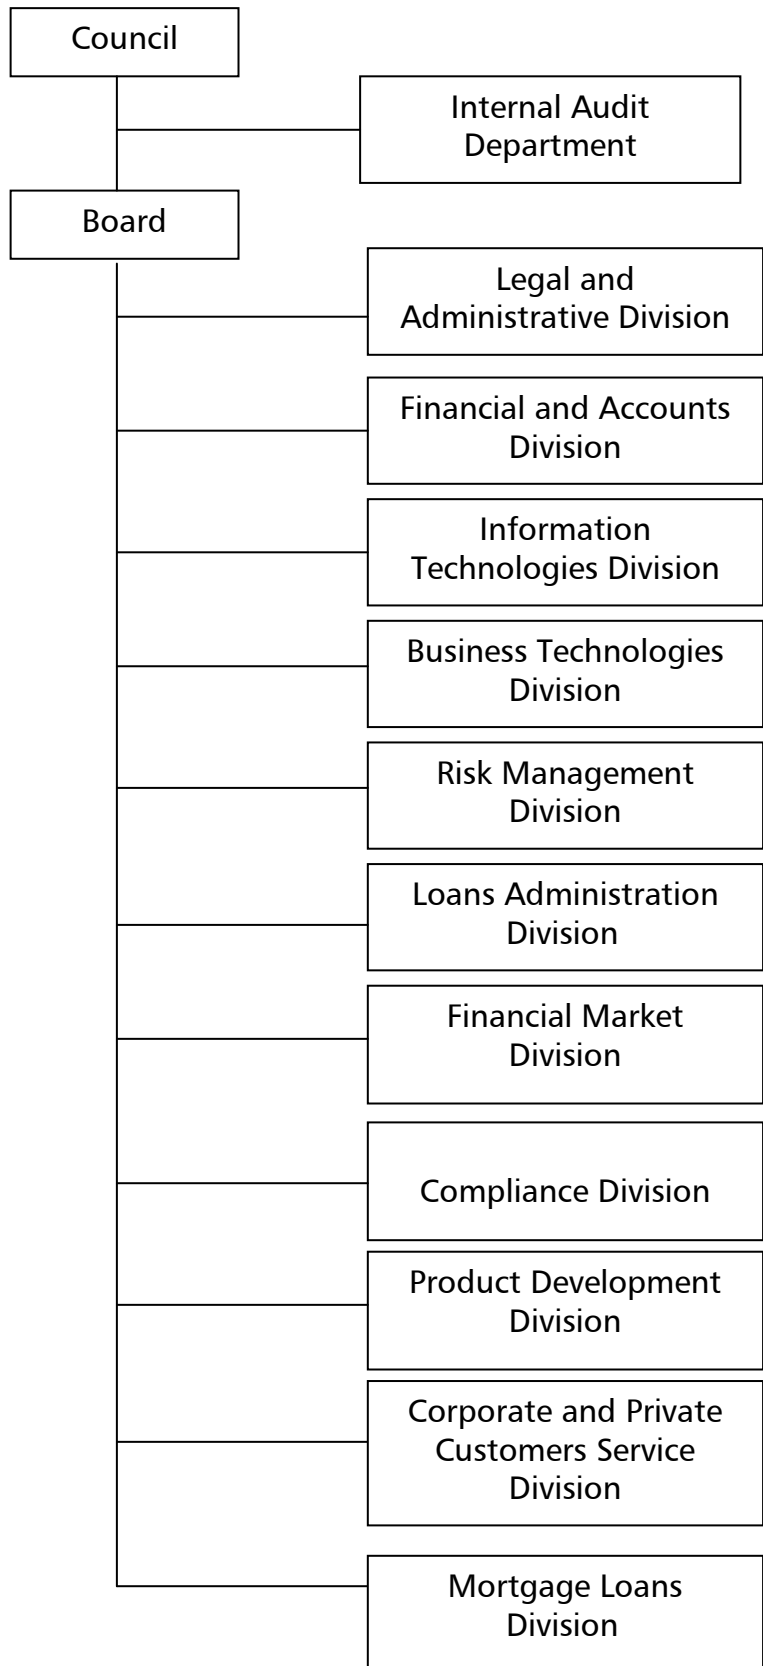 Council
Internal Audit
Department
Board
Legal and
Administrative Division
Financial and Accounts
Division
Information
Technologies Division
Business Technologies
Division
Risk Management
Division
Loans Administration
Division
Financial Market
Division
Compliance Division
Product Development
Division
Corporate and Private
Customers Service
Division
Mortgage Loans
Division